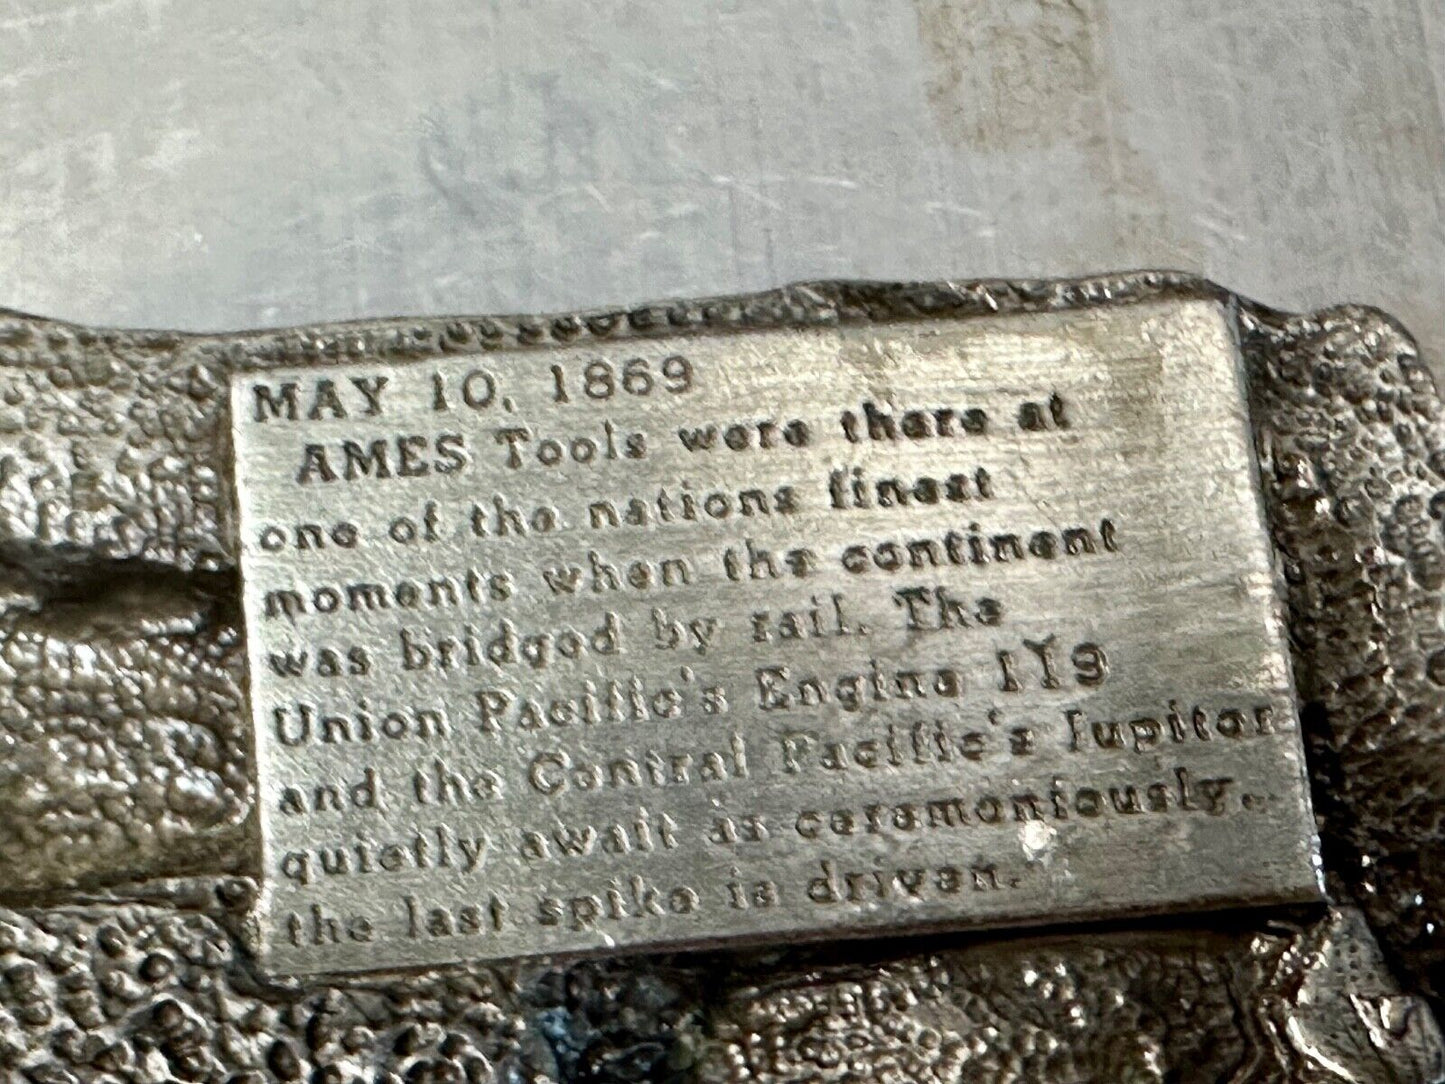 MAY 10, 1869
AMES Tools were there at
one of the nations finest
moments when the continent
was bridged by rail. The
Union Pacific's Engine 119
and the Central Pacific's Jupiter
quietly await as ceremoniously
the last spike is driven.